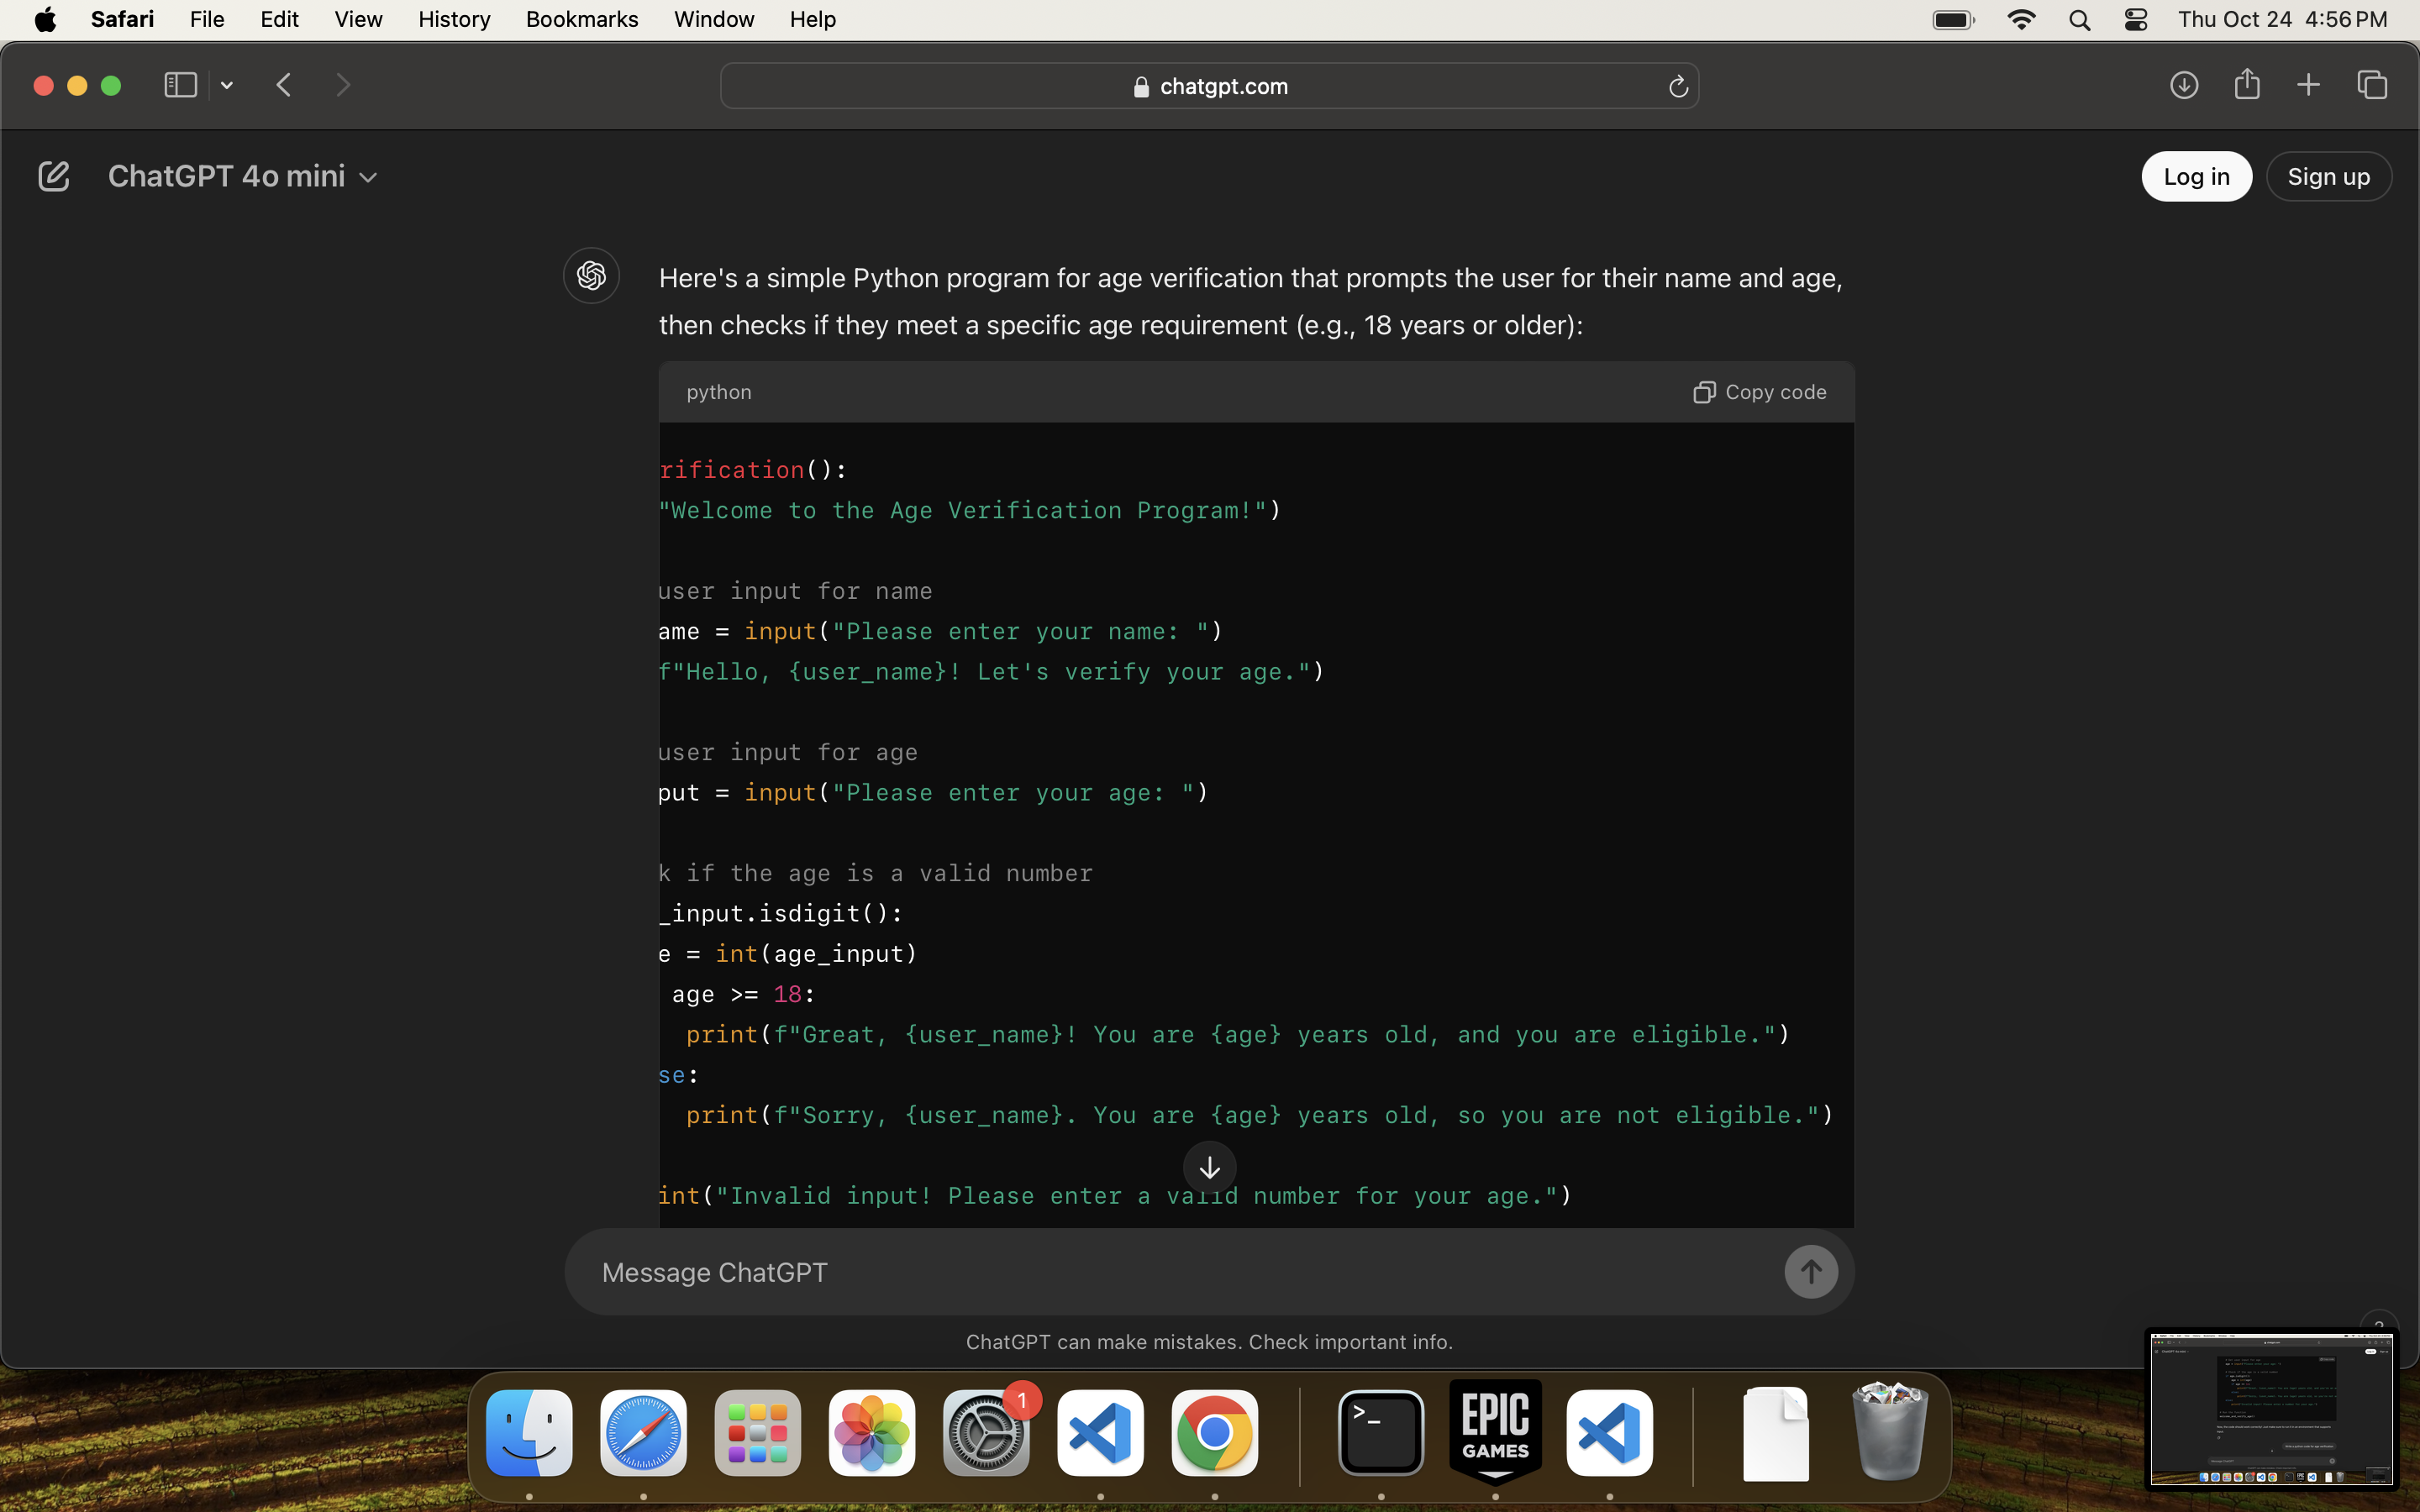 Safari File Edit View History Bookmarks Window Help Thu Oct 24 4:56 PM
chatgpt.com
ChatGPT 4o mini Log in Sign up
Here's a simple Python program for age verification that prompts the user for their name and age,
then checks if they meet a specific age requirement (e.g., 18 years or older):
python Copy code
rification():
"Welcome to the Age Verification Program!")
user input for name
ame = input("Please enter your name: ")
f"Hello, {user_name}! Let's verify your age.")
user input for age
put = input("Please enter your age: ")
k if the age is a valid number
_input.isdigit():
e = int(age_input)
age >= 18:
print(f"Great, {user_name}! You are {age} years old, and you are eligible.")
se:
print(f"Sorry, {user_name}. You are {age} years old, so you are not eligible.")
int("Invalid input! Please enter a valid number for your age.")
Message ChatGPT
ChatGPT can make mistakes. Check important info.
1
>_
EPIC
GAMES